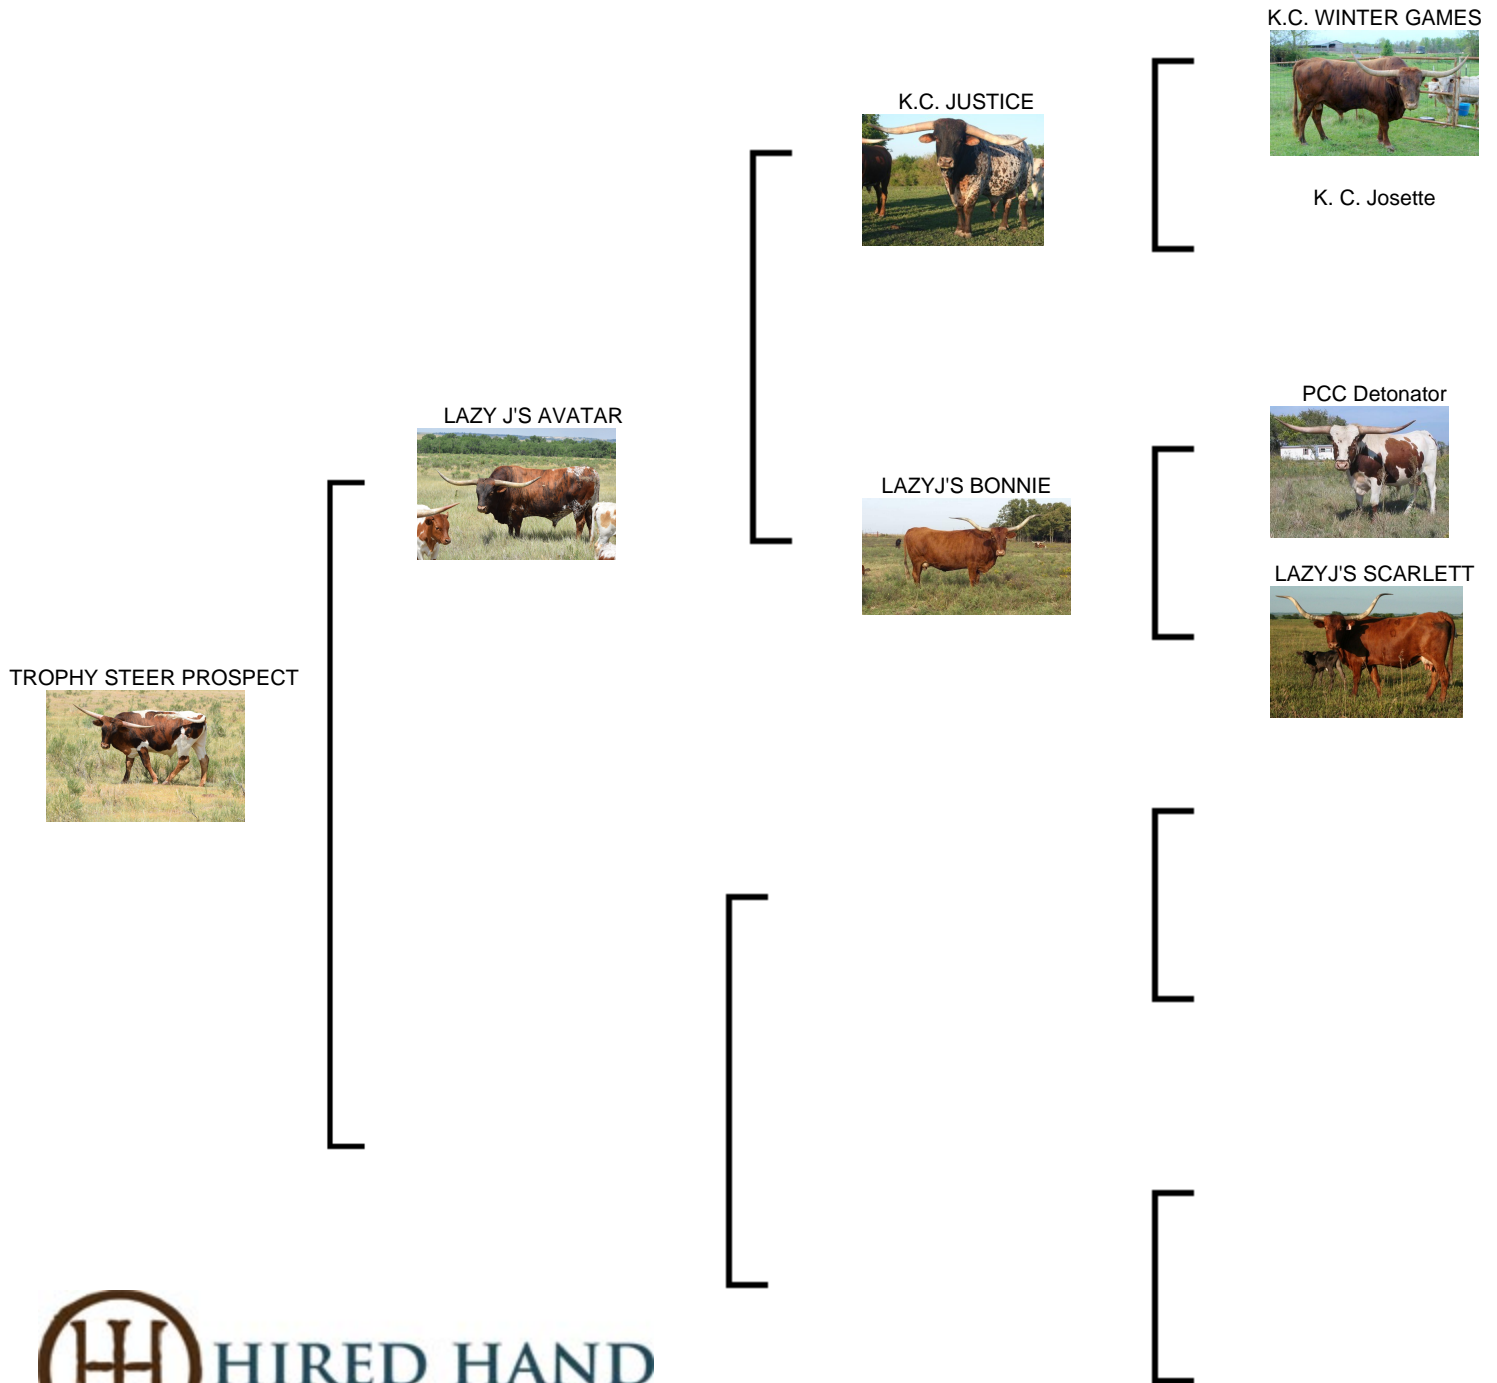 K.C. WINTER GAMES
K.C. JUSTICE
K. C. Josette
PCC Detonator
LAZY J'S AVATAR
LAZYJ'S BONNIE
LAZYJ'S SCARLETT
TROPHY STEER PROSPECT
HIRED HAND